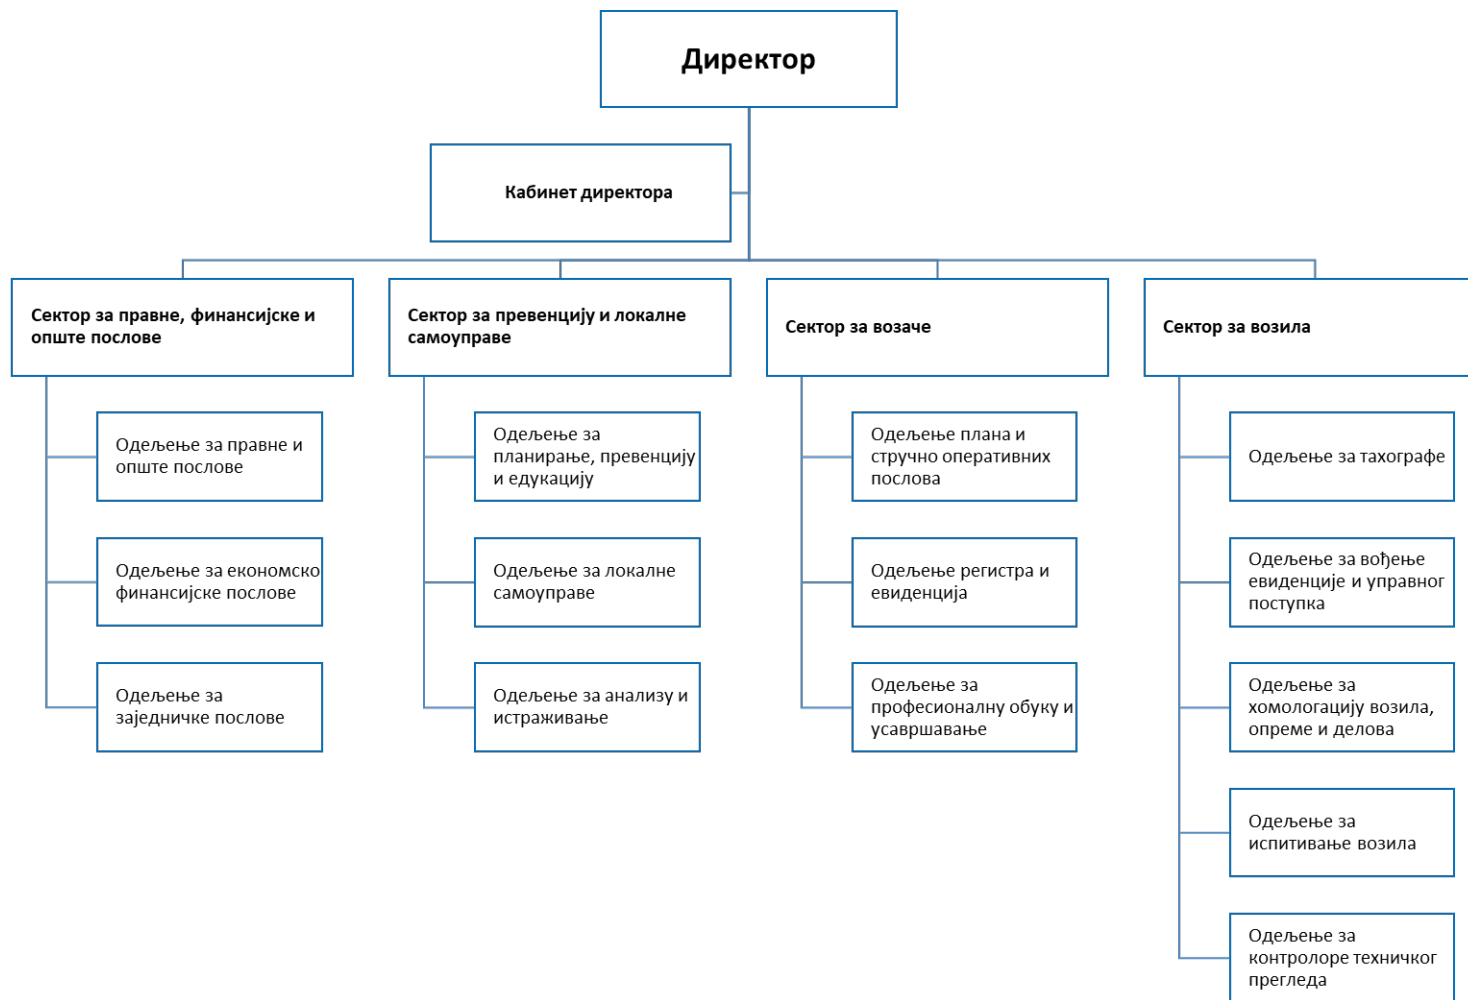 Директор
Кабинет директора
Сектор за правне, финансијске и
опште послове
Одељење за правне и
опште послове
Одељење за економско
финансијске послове
Одељење за
заједничке послове
Сектор за превенцију и локалне
самоуправе
Одељење за
планирање, превенцију
и едукацију
Одељење за локалне
самоуправе
Одељење за анализу и
истраживање
Сектор за возаче
Одељење плана и
стручно оперативних
послова
Одељење регистра и
евиденција
Одељење за
професионалну обуку и
усавршавање
Сектор за возила
Одељење за тахографе
Одељење за вођење
евиденције и управног
поступка
Одељење за
хомологацију возила,
опреме и делова
Одељење за
испитивање возила
Одељење за
контролоре техничког
прегледа